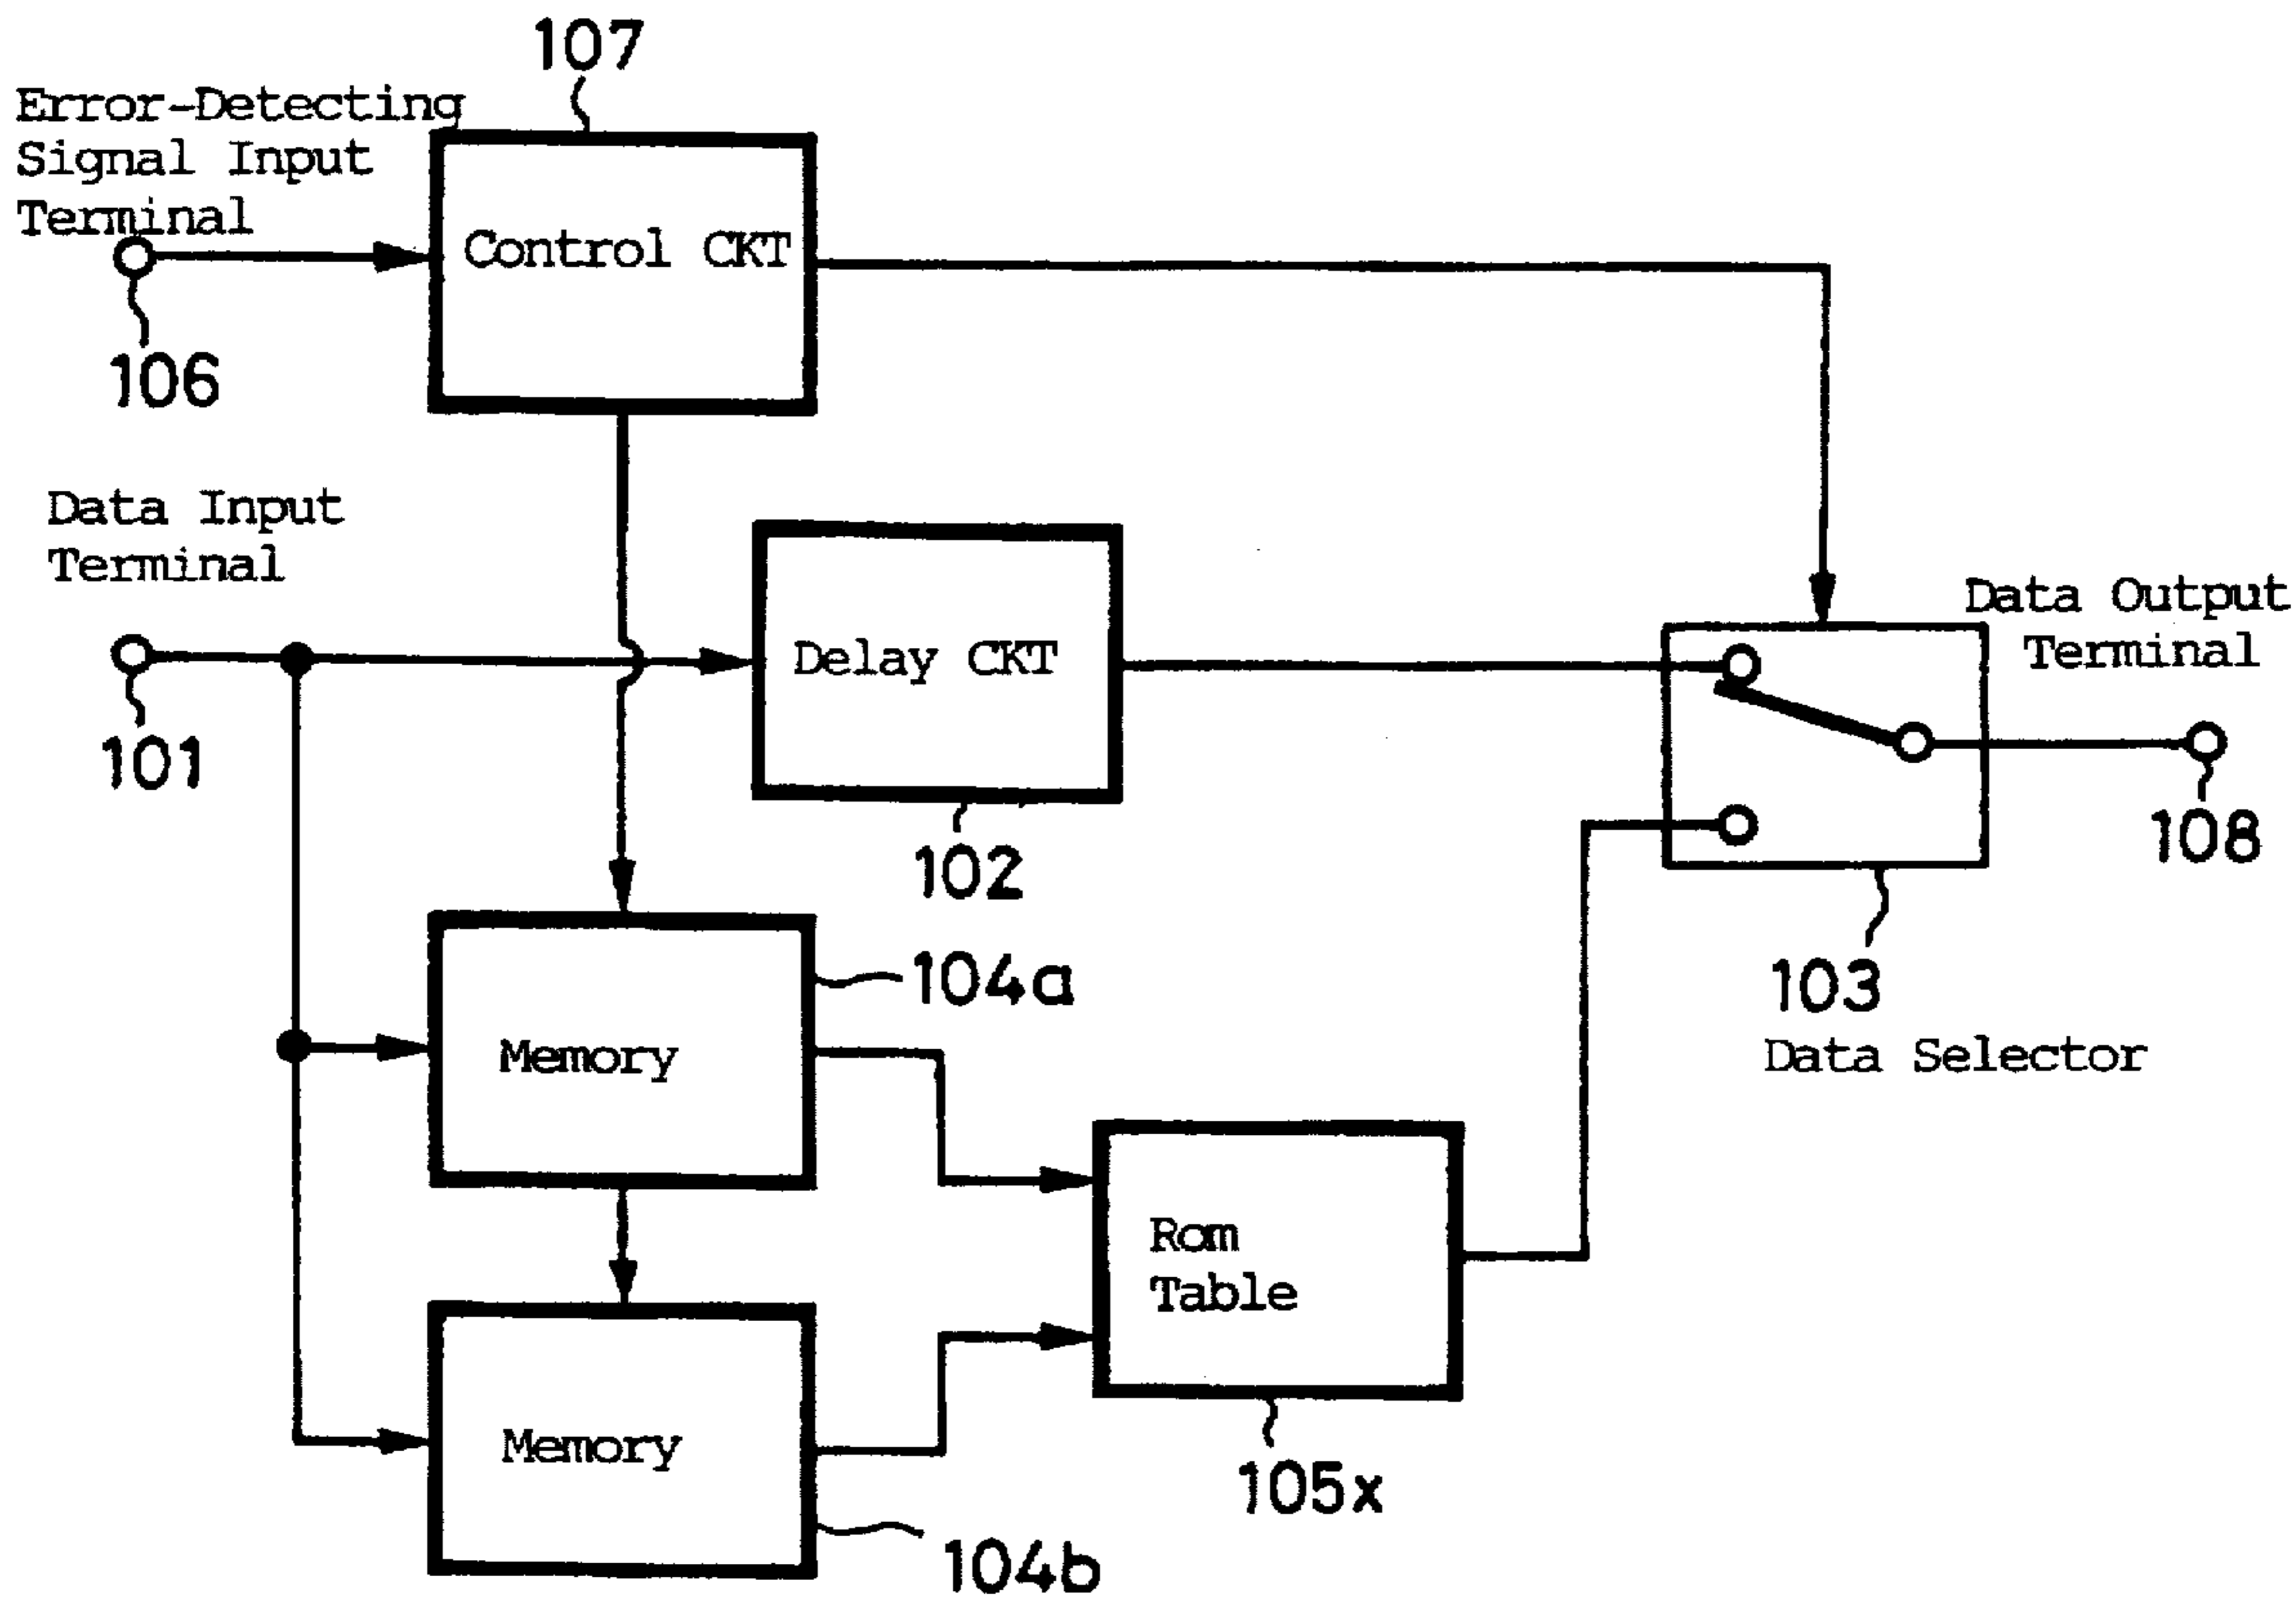 107
Error-Detecting
Signal Input
Terminal
Control CKT
106
Data Input
Terminal
Delay CKT
Data Output
Terminal
101
102
108
104a
103
Data Selector
Memory
Rom
Table
Memory
105x
104b